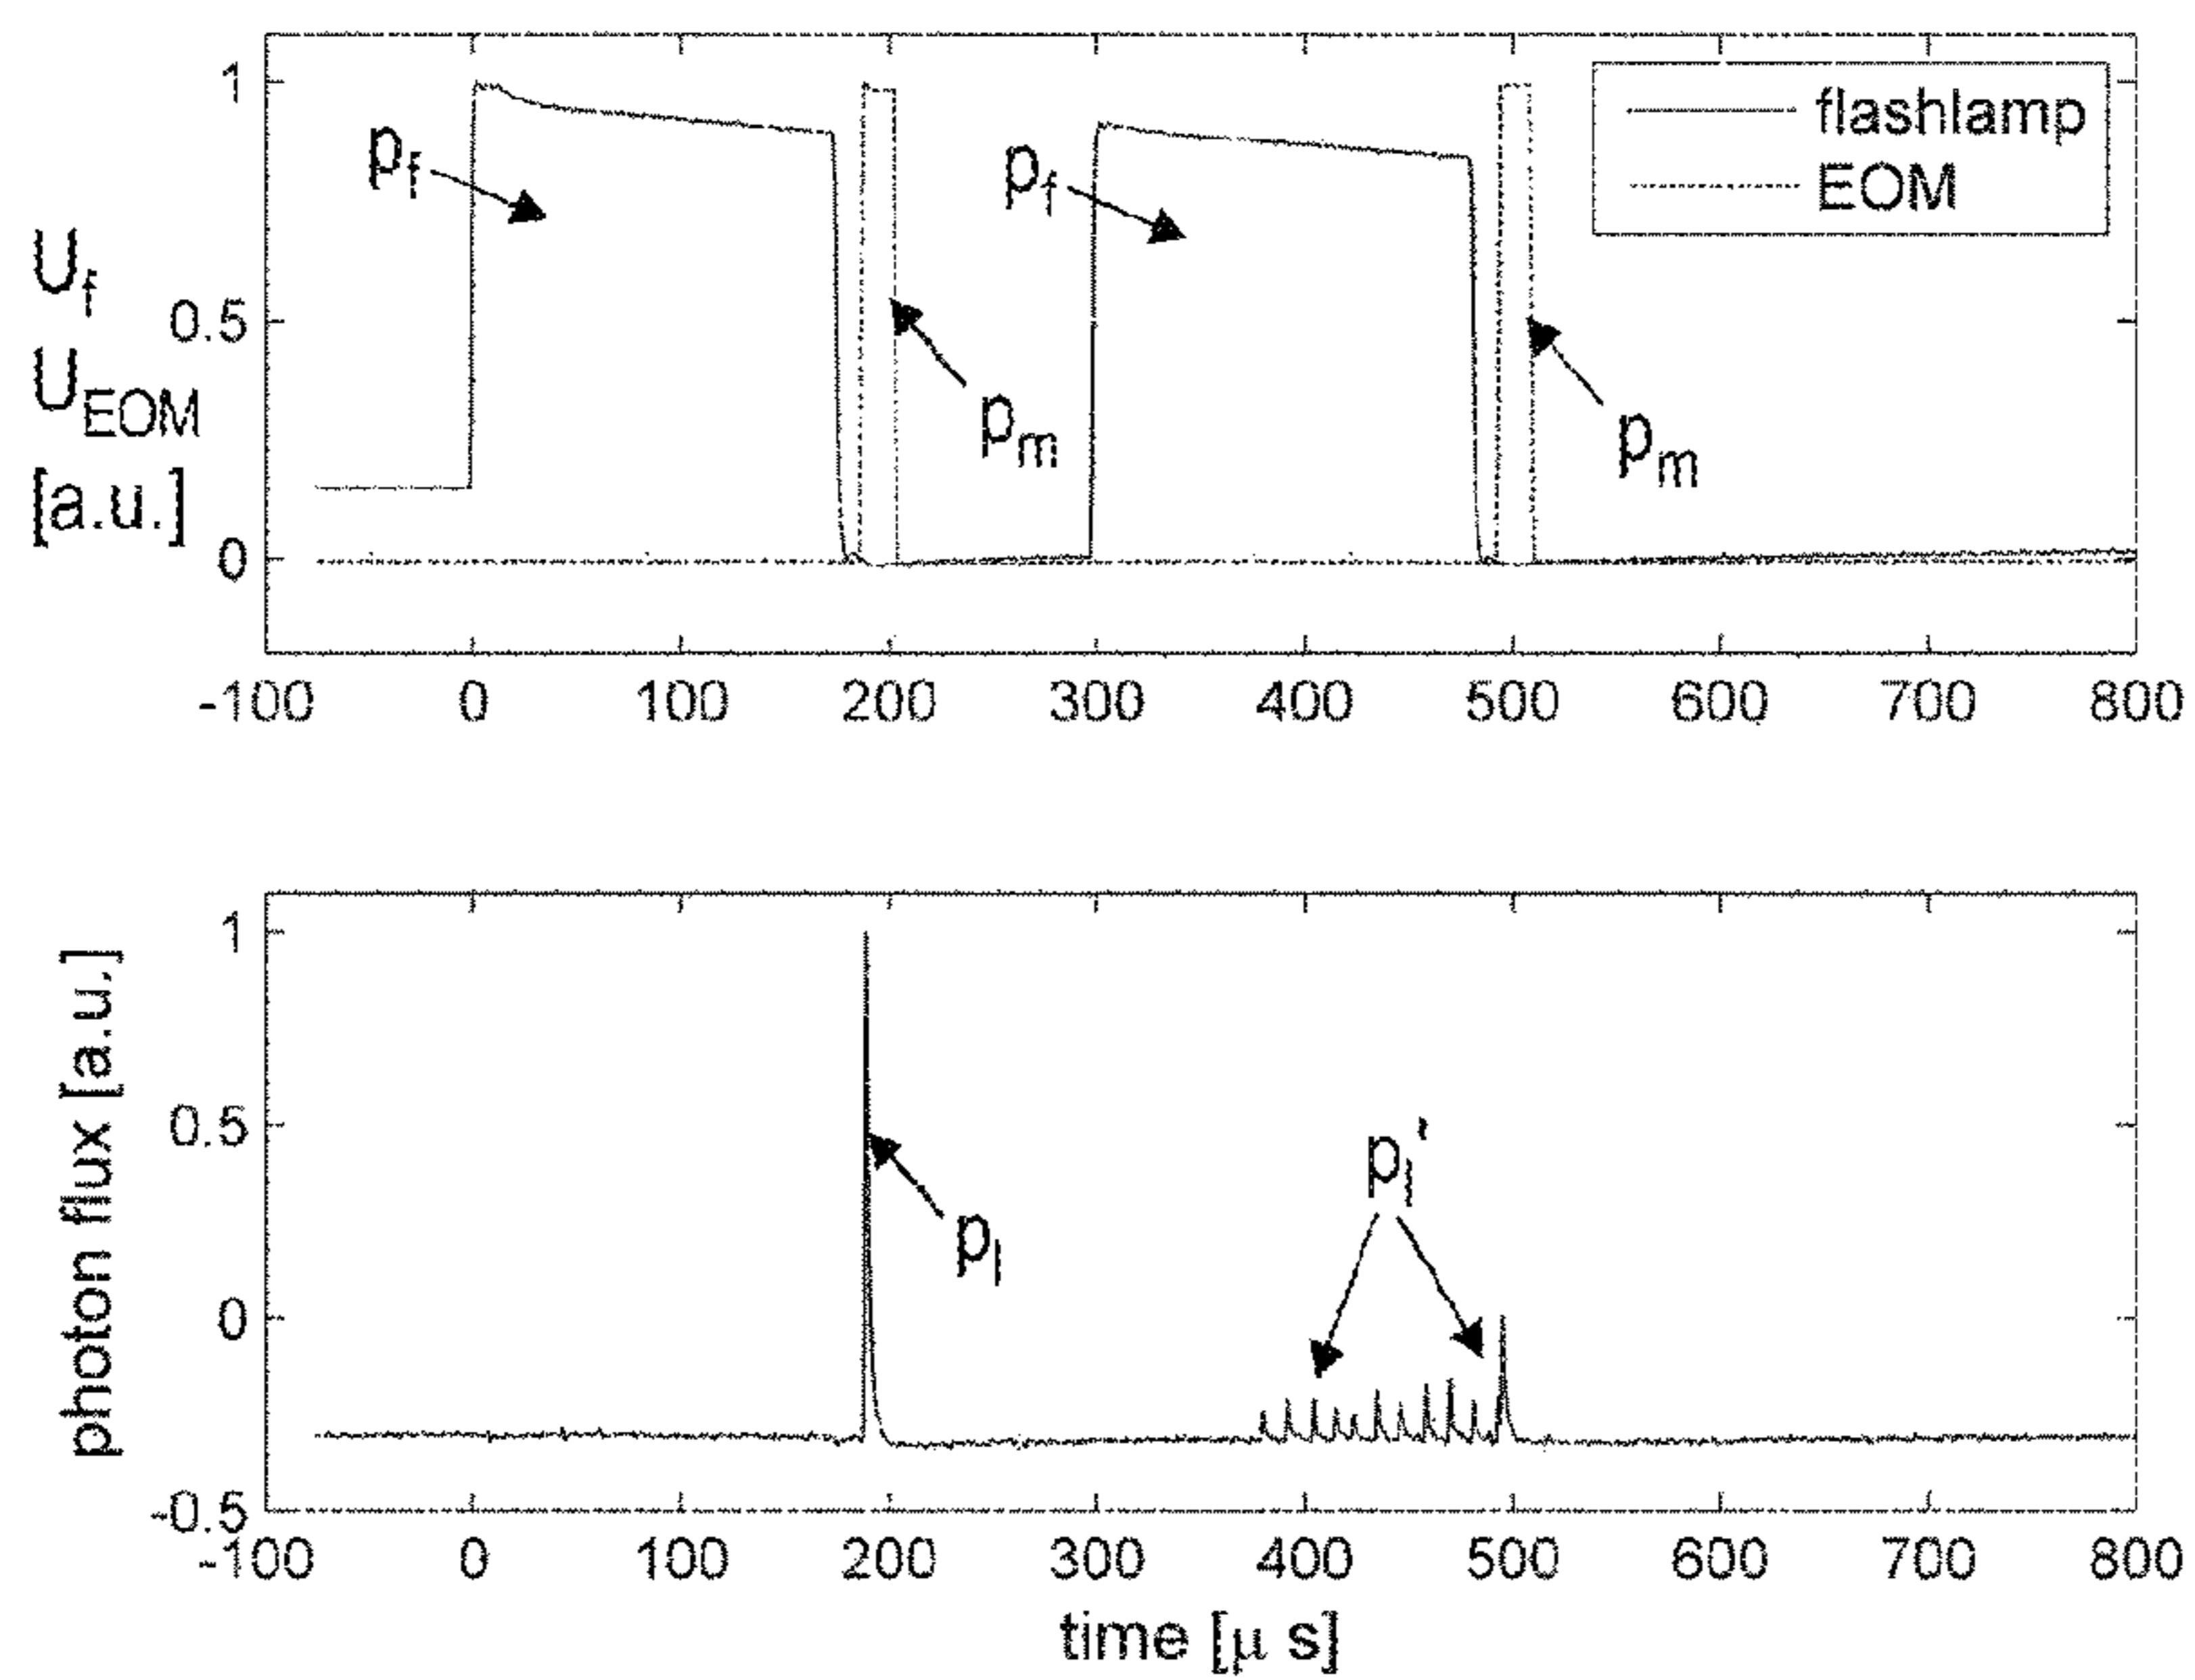 1
0.5
0
U_f
U_EOM
[a.u.]
p_f
p_m
p_f
p_m
flashlamp
EOM
-100 0 100 200 300 400 500 600 700 800
photon flux [a.u.]
1
0.5
0
-0.5
p_l
p_l'
-100 0 100 200 300 400 500 600 700 800
time [μ s]